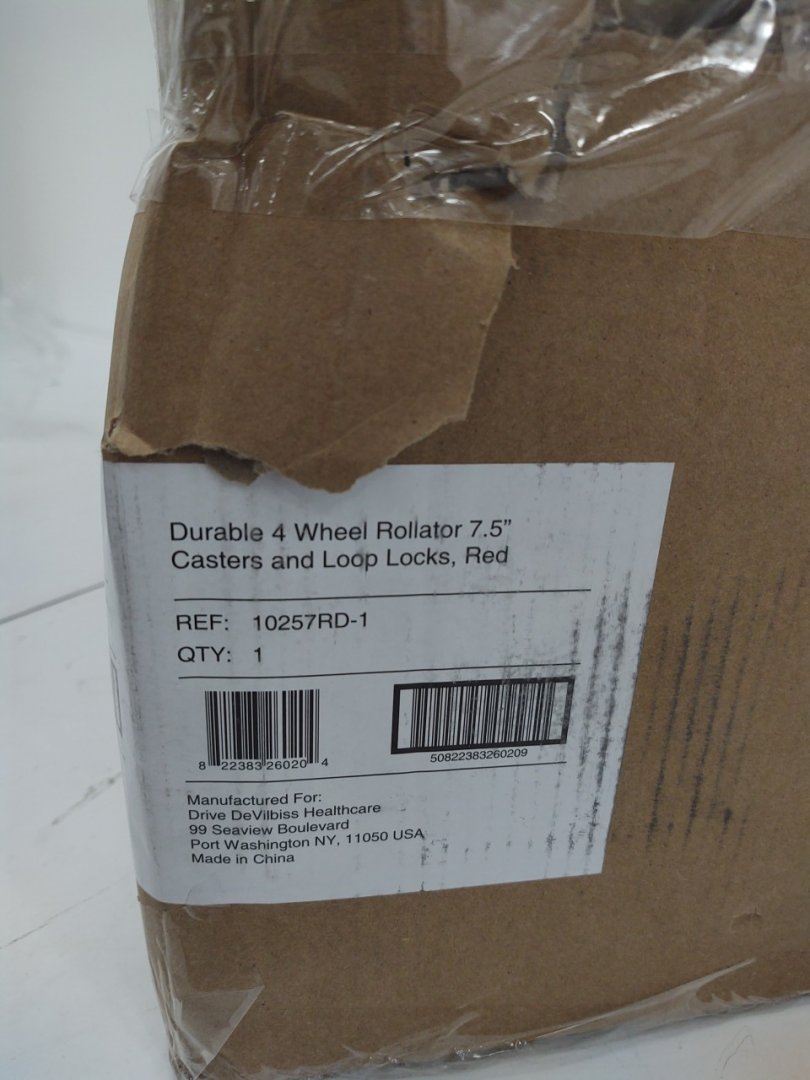 Durable 4 Wheel Rollator 7.5”
Casters and Loop Locks, Red
REF: 10257RD-1
QTY: 1
8 22383 26020 4
50822383260209
Manufactured For:
Drive DeVilbiss Healthcare
99 Seaview Boulevard
Port Washington NY, 11050 USA
Made in China